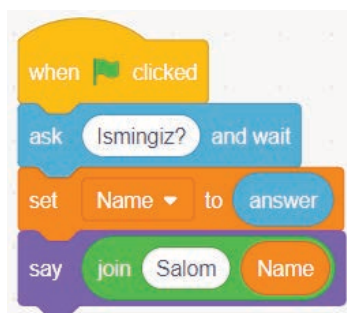 when clicked
ask Ismingiz? and wait
set Name to answer
say join Salom Name